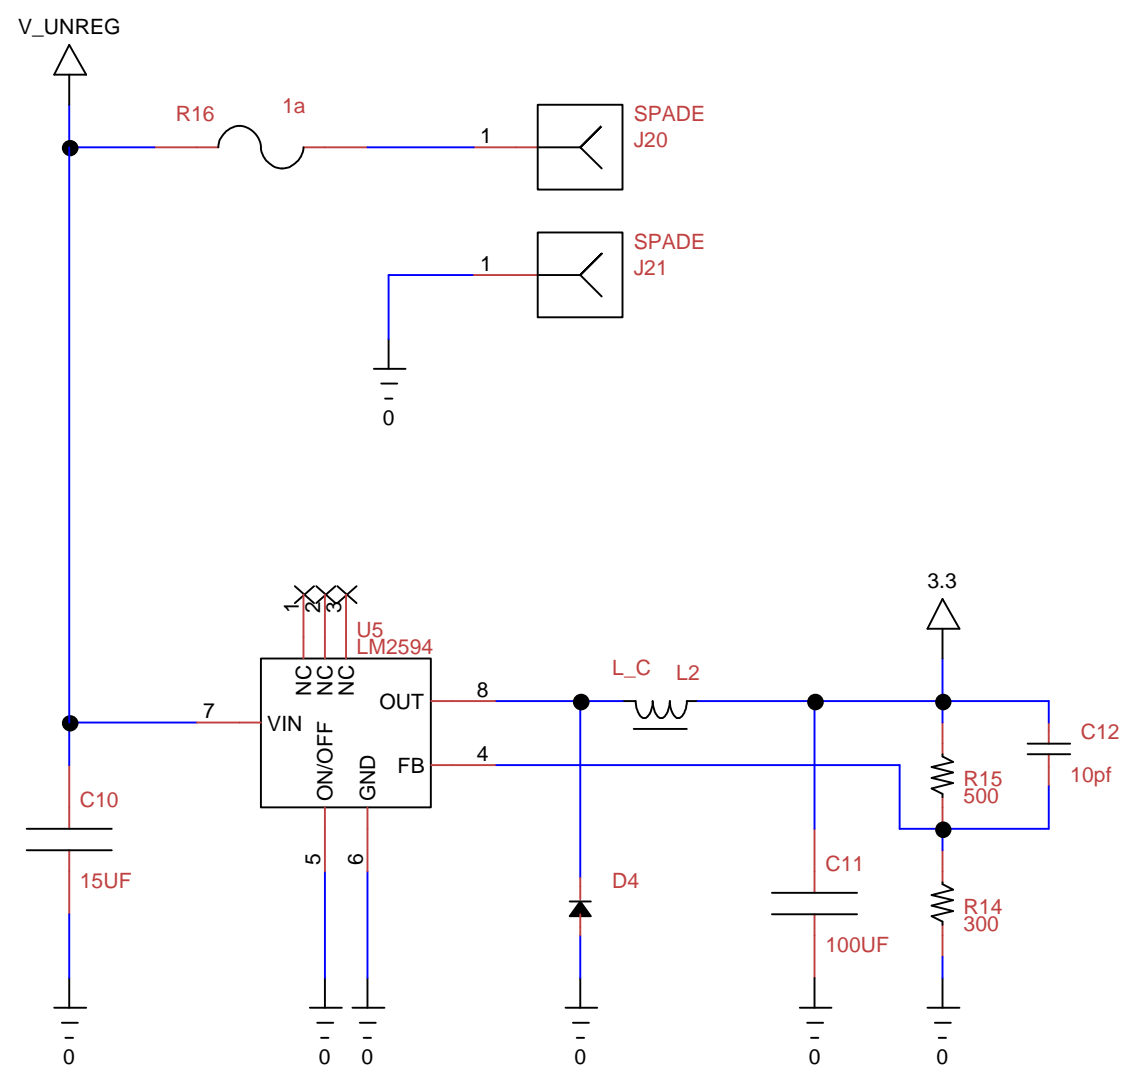 V_UNREG
R16
1a
1
SPADE
J20
1
SPADE
J21
0
3.3
1
2
3
U5
LM2594
NC
NC
NC
OUT
8
L_C
L2
7
VIN
ON/OFF
GND
FB
4
C12
10pf
R15
500
C10
15UF
5
6
D4
C11
100UF
R14
300
0
0
0
0
0
0